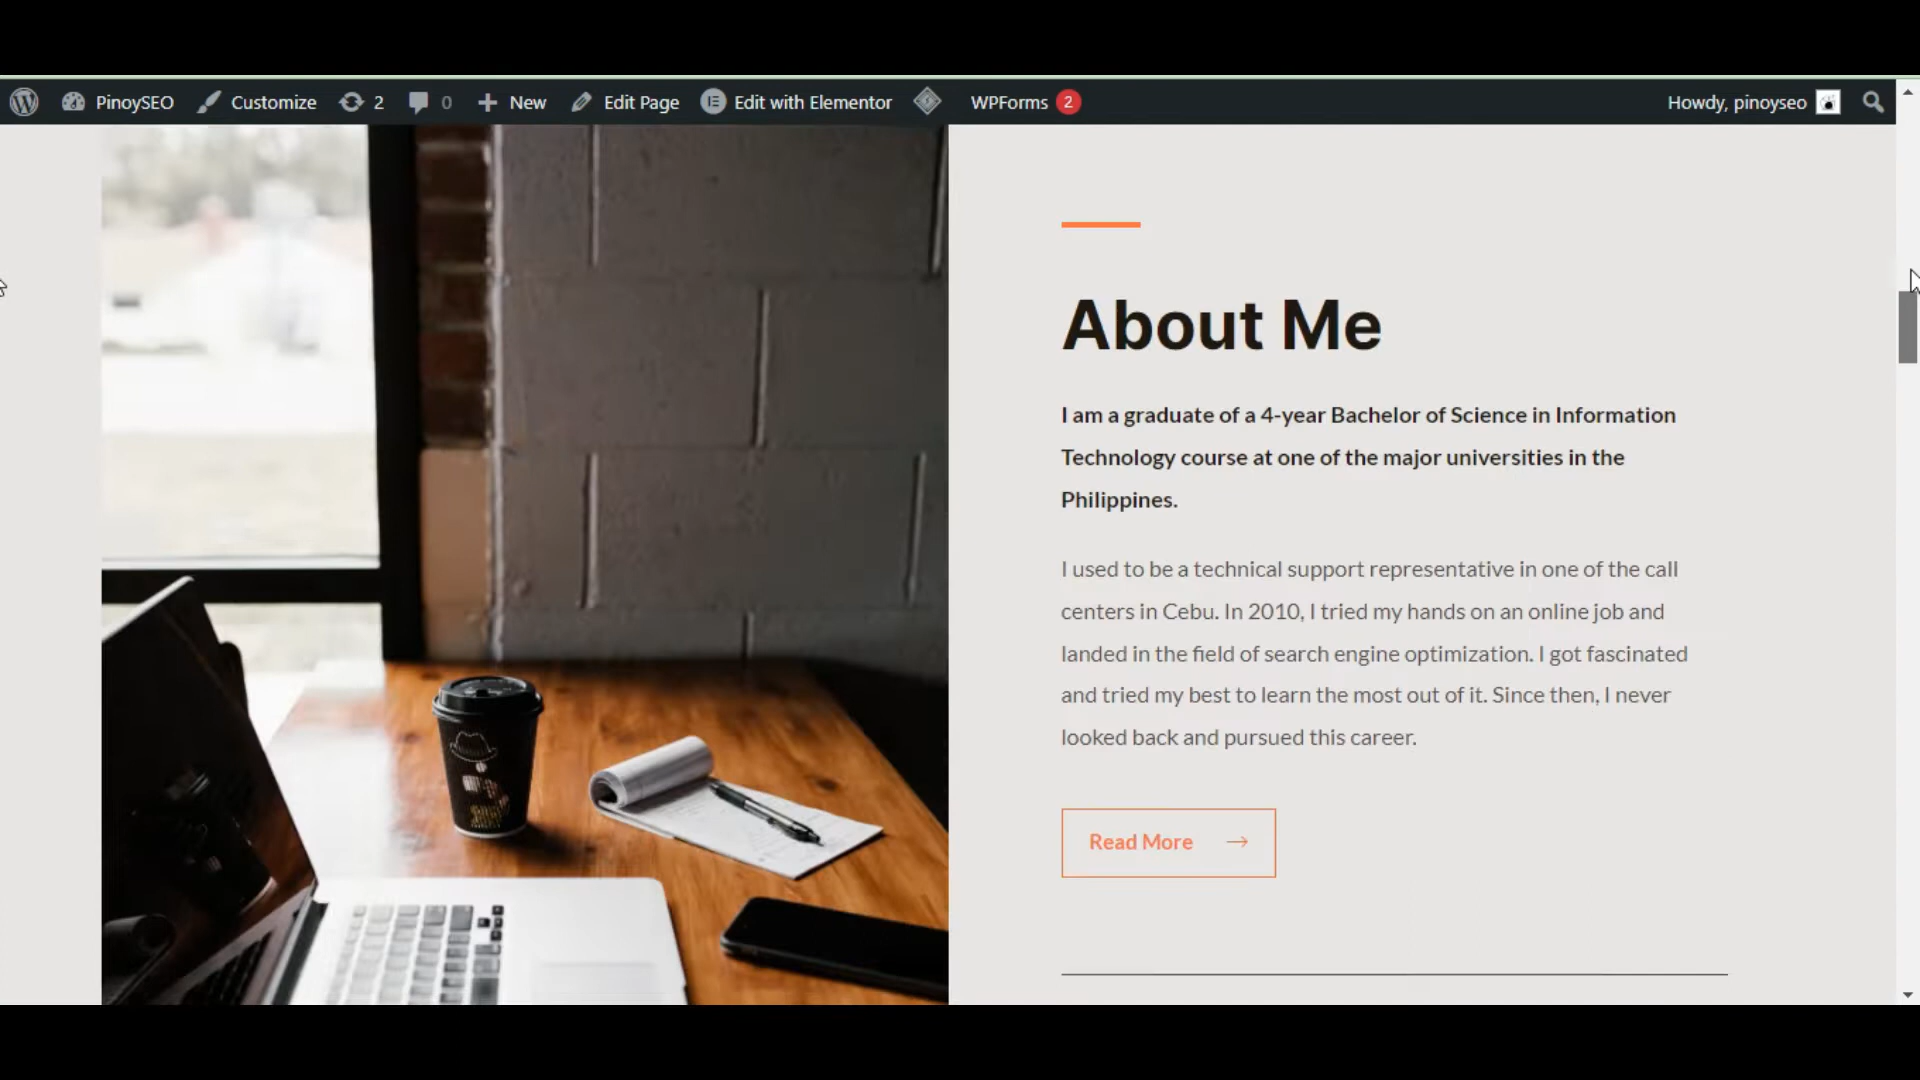 PinoySEO Customize 2 0 New Edit Page Edit with Elementor WPForms 2 Howdy, pinoyseo
About Me
I am a graduate of a 4-year Bachelor of Science in Information
Technology course at one of the major universities in the
Philippines.
I used to be a technical support representative in one of the call
centers in Cebu. In 2010, I tried my hands on an online job and
landed in the field of search engine optimization. I got fascinated
and tried my best to learn the most out of it. Since then, I never
looked back and pursued this career.
Read More